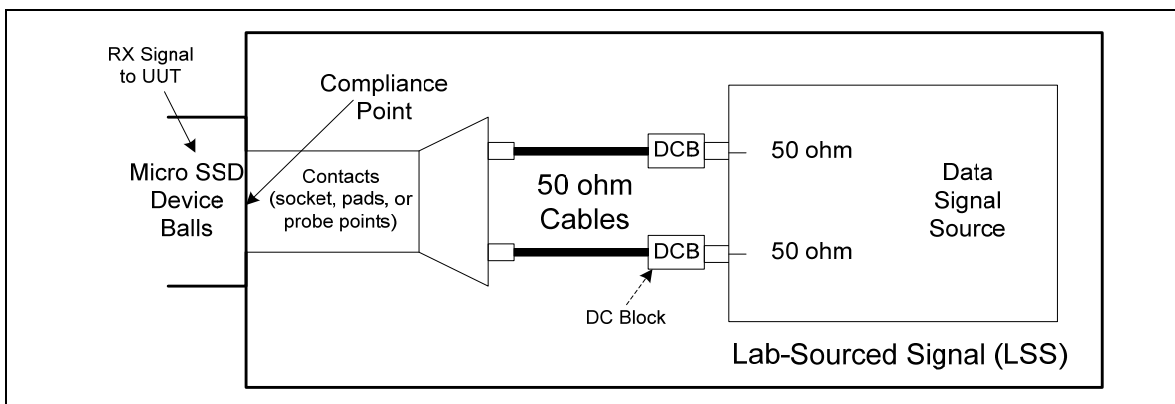 RX Signal
to UUT
Compliance
Point
Micro SSD
Device
Balls
Contacts
(socket, pads, or
probe points)
50 ohm
Cables
DCB
DCB
DC Block
50 ohm
50 ohm
Data
Signal
Source
Lab-Sourced Signal (LSS)